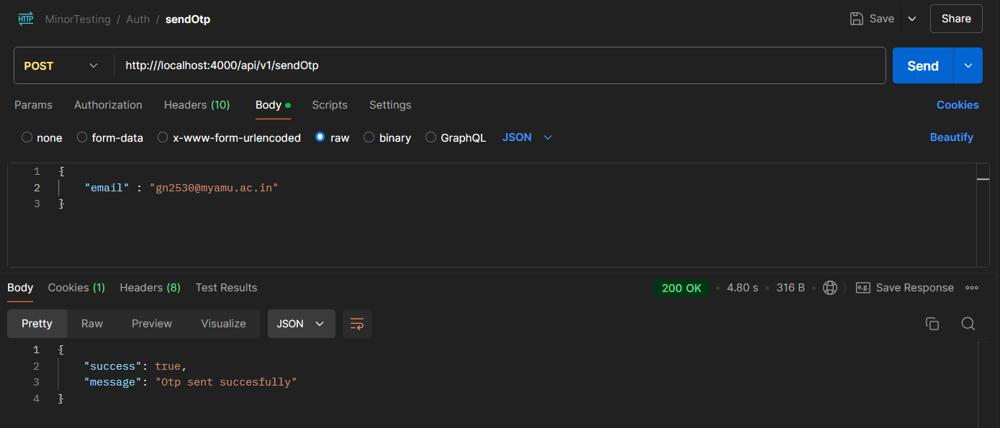 HTTP MinorTesting / Auth / sendOtp Save Share
POST http:///localhost:4000/api/v1/sendOtp Send
Params Authorization Headers (10) Body Scripts Settings Cookies
none form-data x-www-form-urlencoded raw binary GraphQL JSON Beautify
1 {
2 "email" : "gn2530@myamu.ac.in"
3 }
Body Cookies (1) Headers (8) Test Results 200 OK • 4.80 s • 316 B • e.g. Save Response
Pretty Raw Preview Visualize JSON
1 {
2 "success": true,
3 "message": "Otp sent succesfully"
4 }